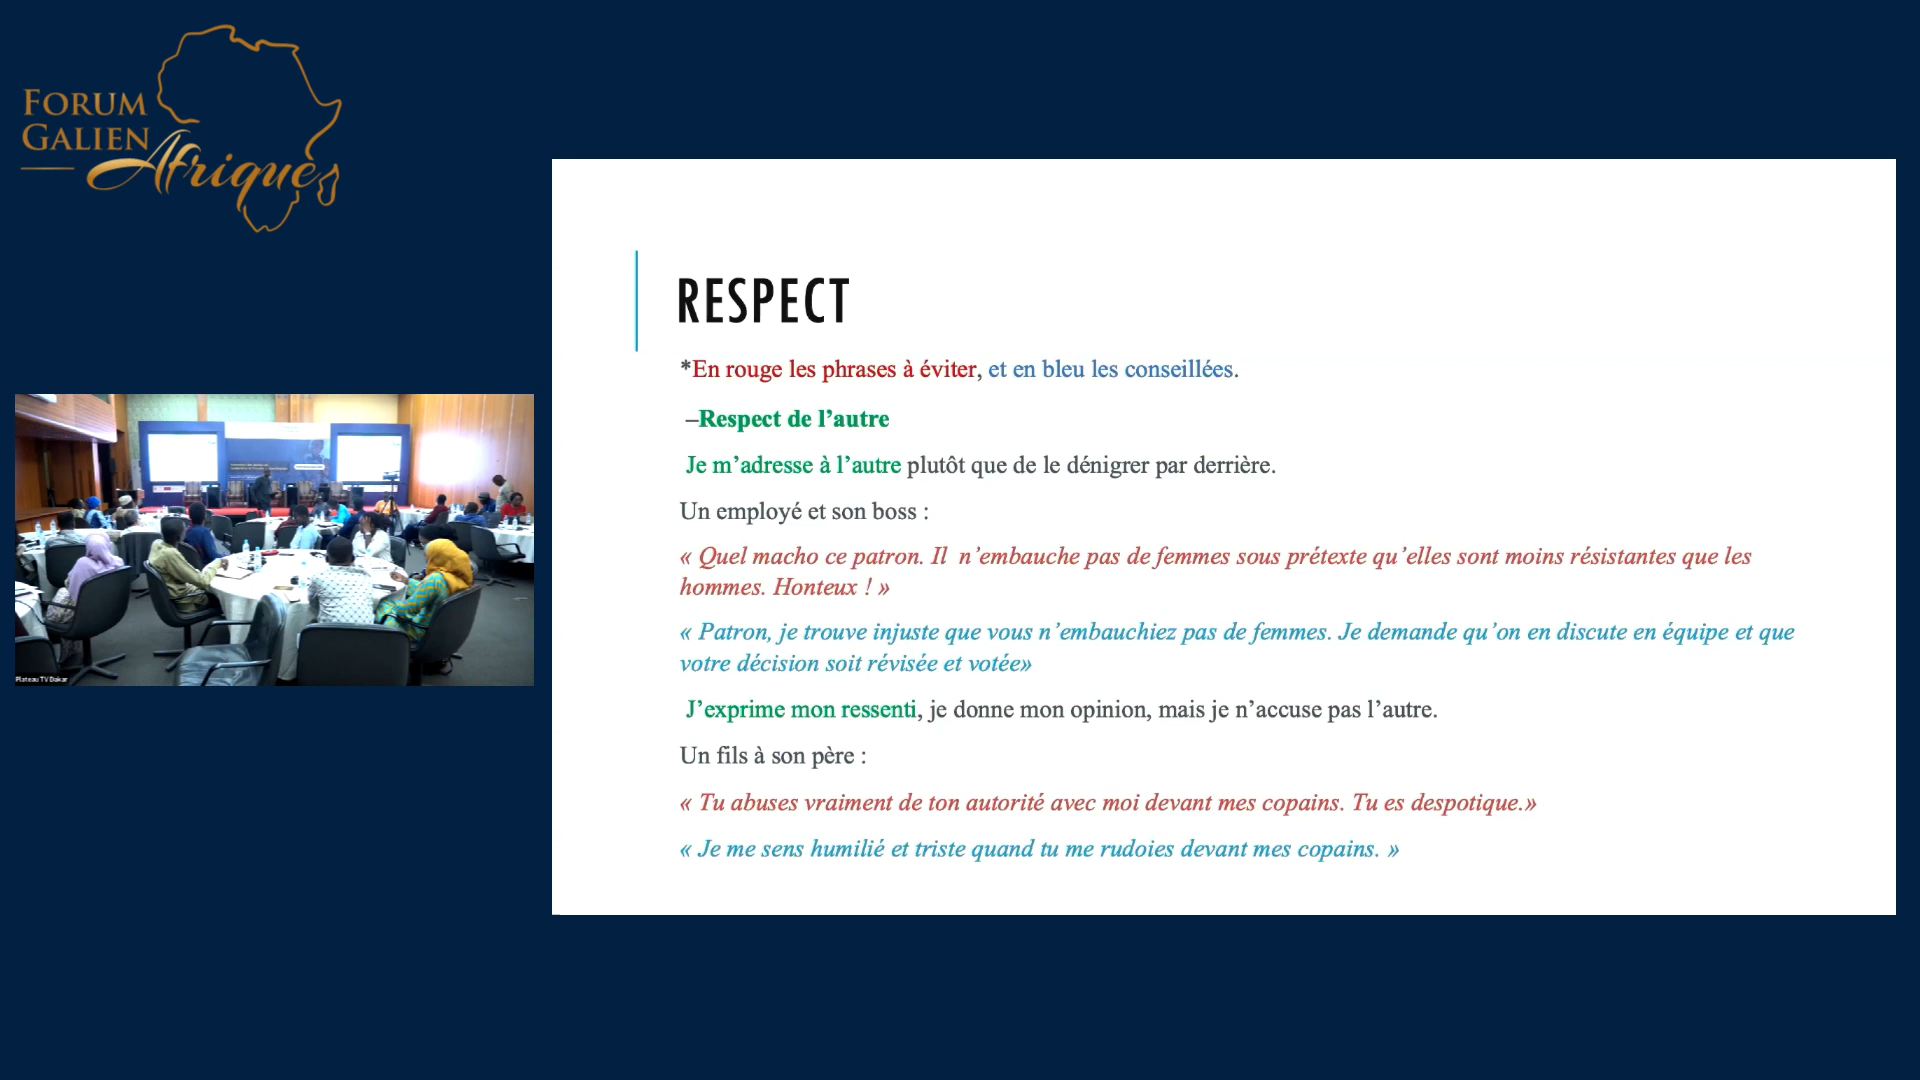 FORUM
GALIEN
Afrique
Plateau TV Dakar
RESPECT
*En rouge les phrases à éviter, et en bleu les conseillées.
–Respect de l’autre
Je m’adresse à l’autre plutôt que de le dénigrer par derrière.
Un employé et son boss :
« Quel macho ce patron. Il n’embauche pas de femmes sous prétexte qu’elles sont moins résistantes que les
hommes. Honteux ! »
« Patron, je trouve injuste que vous n’embauchiez pas de femmes. Je demande qu’on en discute en équipe et que
votre décision soit révisée et votée»
J’exprime mon ressenti, je donne mon opinion, mais je n’accuse pas l’autre.
Un fils à son père :
« Tu abuses vraiment de ton autorité avec moi devant mes copains. Tu es despotique.»
« Je me sens humilié et triste quand tu me rudoies devant mes copains. »